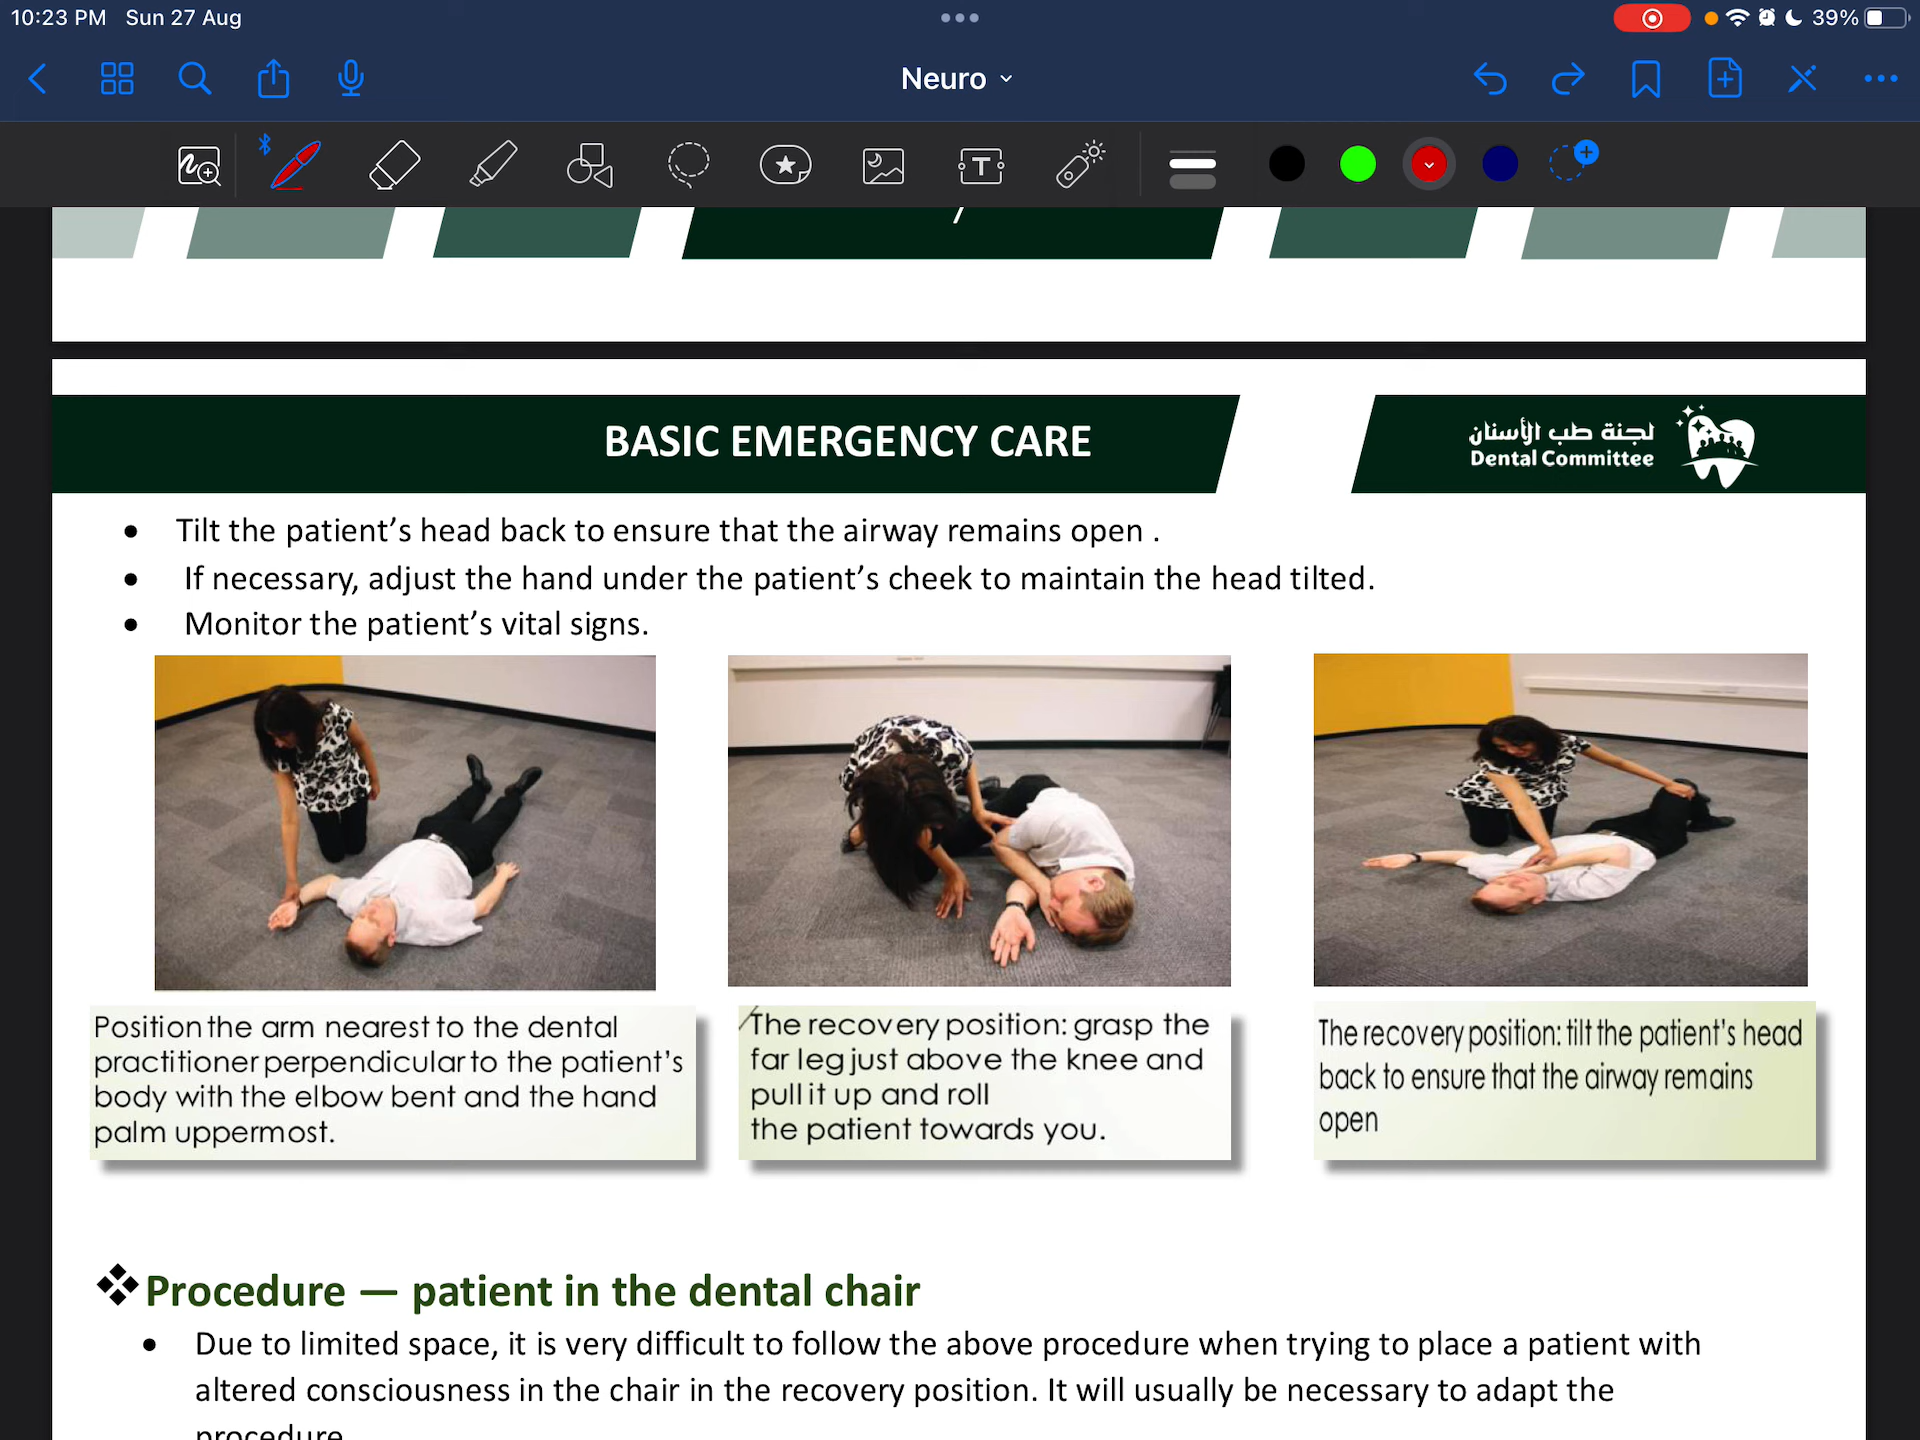 10:23 PM Sun 27 Aug
39%
Neuro
T
BASIC EMERGENCY CARE
لجنة طب الأسنان
Dental Committee
• Tilt the patient's head back to ensure that the airway remains open .
• If necessary, adjust the hand under the patient's cheek to maintain the head tilted.
• Monitor the patient's vital signs.
Position the arm nearest to the dental
practitioner perpendicular to the patient's
body with the elbow bent and the hand
palm uppermost.
The recovery position: grasp the
far leg just above the knee and
pull it up and roll
the patient towards you.
The recovery position: tilt the patient's head
back to ensure that the airway remains
open
❖ Procedure — patient in the dental chair
• Due to limited space, it is very difficult to follow the above procedure when trying to place a patient with
altered consciousness in the chair in the recovery position. It will usually be necessary to adapt the
procedure